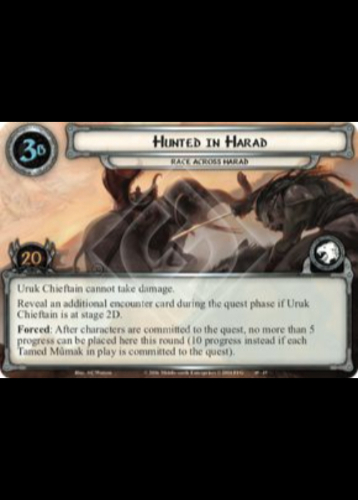 3B
HUNTED IN HARAD
RACE ACROSS HARAD
20
Uruk Chieftain cannot take damage.
Reveal an additional encounter card during the quest phase if Uruk
Chieftain is at stage 2D.
Forced: After characters are committed to the quest, no more than 5
progress can be placed here this round (10 progress instead if each
Tamed Mûmak in play is committed to the quest).